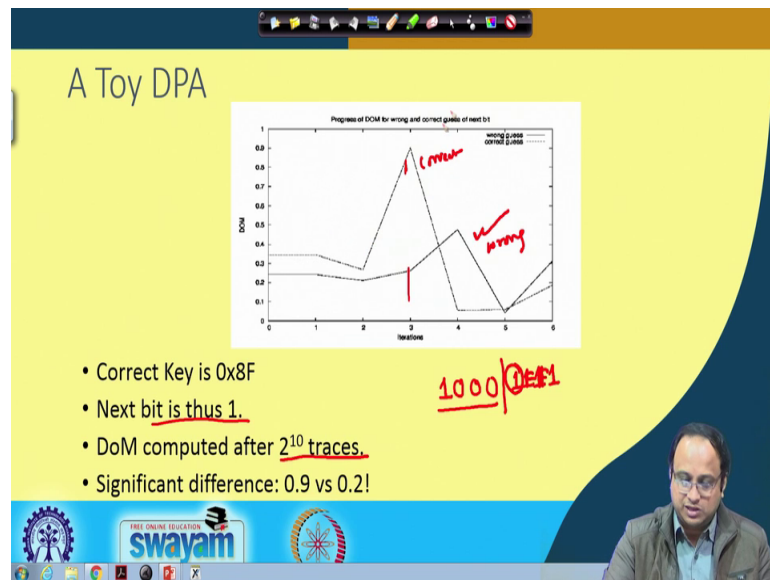 A Toy DPA
Progress of DOM for wrong and correct guess of next bit
wrong guess
correct guess
1
0.9
0.8
0.7
0.6
0.5
0.4
0.3
0.2
0.1
0
DOM
correct
wrong
0 1 2 3 4 5 6
Iterations
• Correct Key is 0x8F
• Next bit is thus 1.
• DoM computed after 2¹⁰ traces.
• Significant difference: 0.9 vs 0.2!
1000
FREE ONLINE EDUCATION
swayam